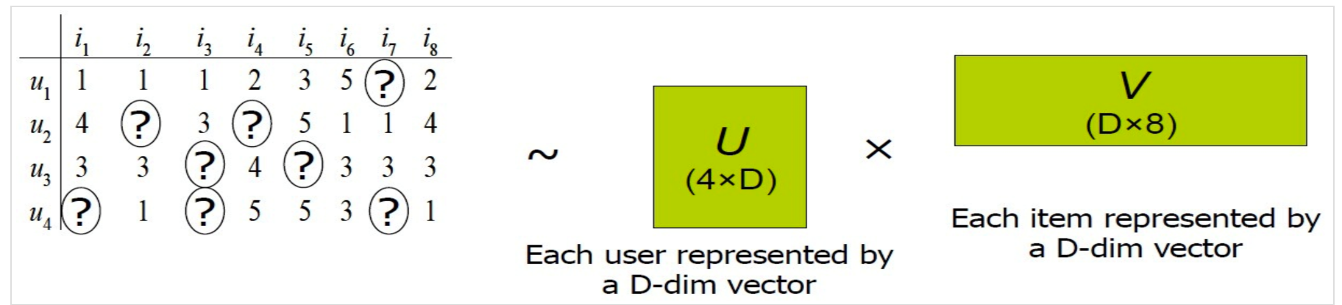 i1 i2 i3 i4 i5 i6 i7 i8
u1 1 1 1 2 3 5 ? 2
u2 4 ? 3 ? 5 1 1 4
u3 3 3 ? 4 ? 3 3 3
u4 ? 1 ? 5 5 3 ? 1
~
U
(4×D)
×
V
(D×8)
Each user represented by
a D-dim vector
Each item represented by
a D-dim vector